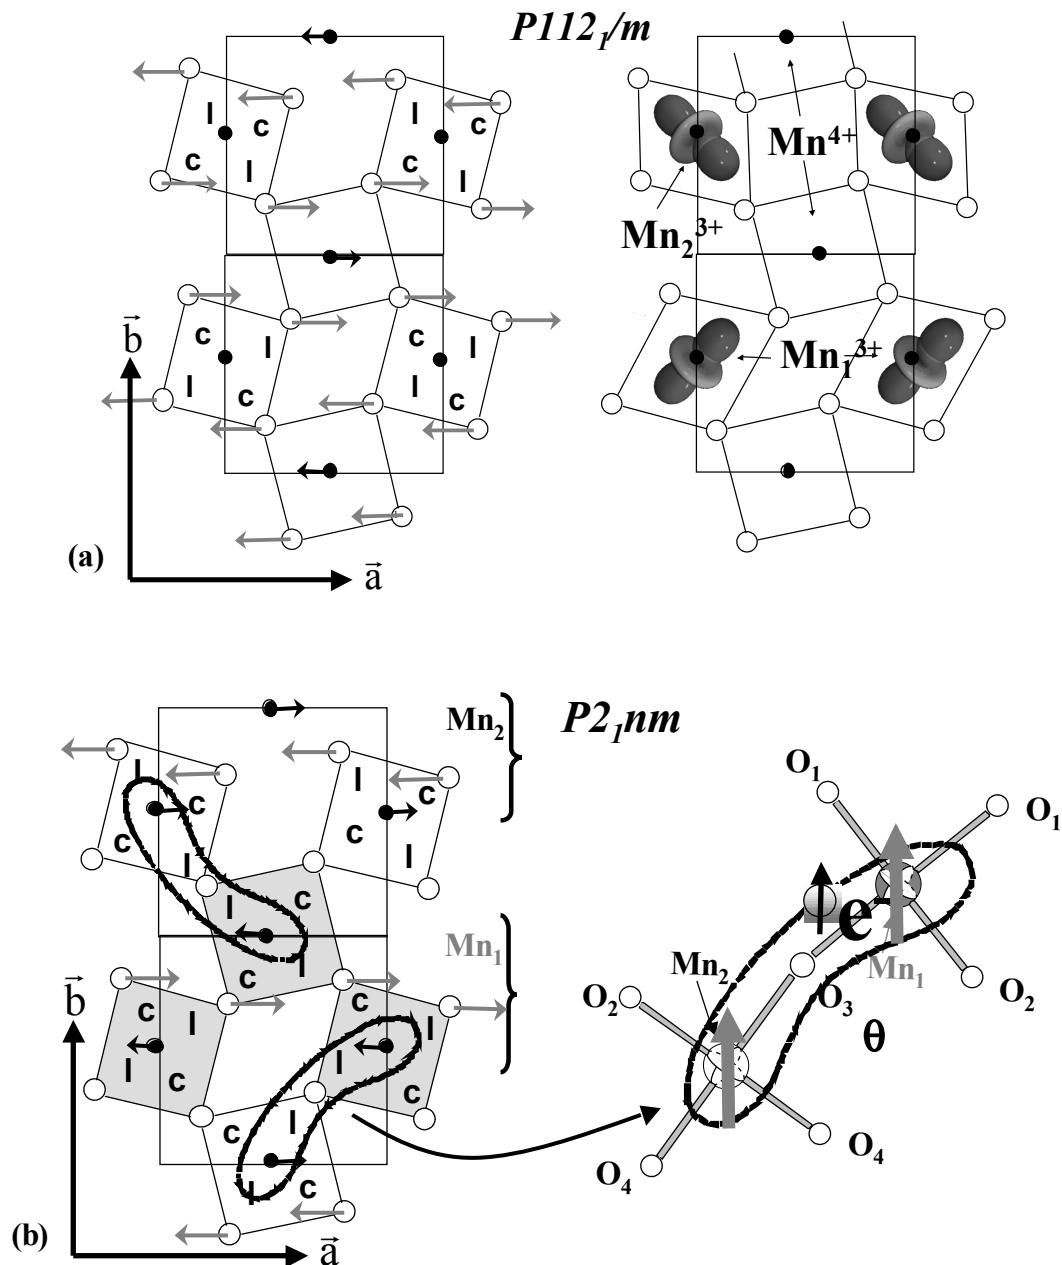 P112₁/m
l c c l
l c c l
Mn⁴⁺
Mn₂³⁺
c l c l
l c l c
Mn₁³⁺
b
(a)
a
P2₁nm
Mn₂
l c l c
c l c l
O₁
O₁
l c
c l
e⁻
Mn₁
Mn₂
Mn₁
b
O₂
O₃
O₂
c l c l
l c l c
θ
c l
l c
O₄
O₄
(b)
a